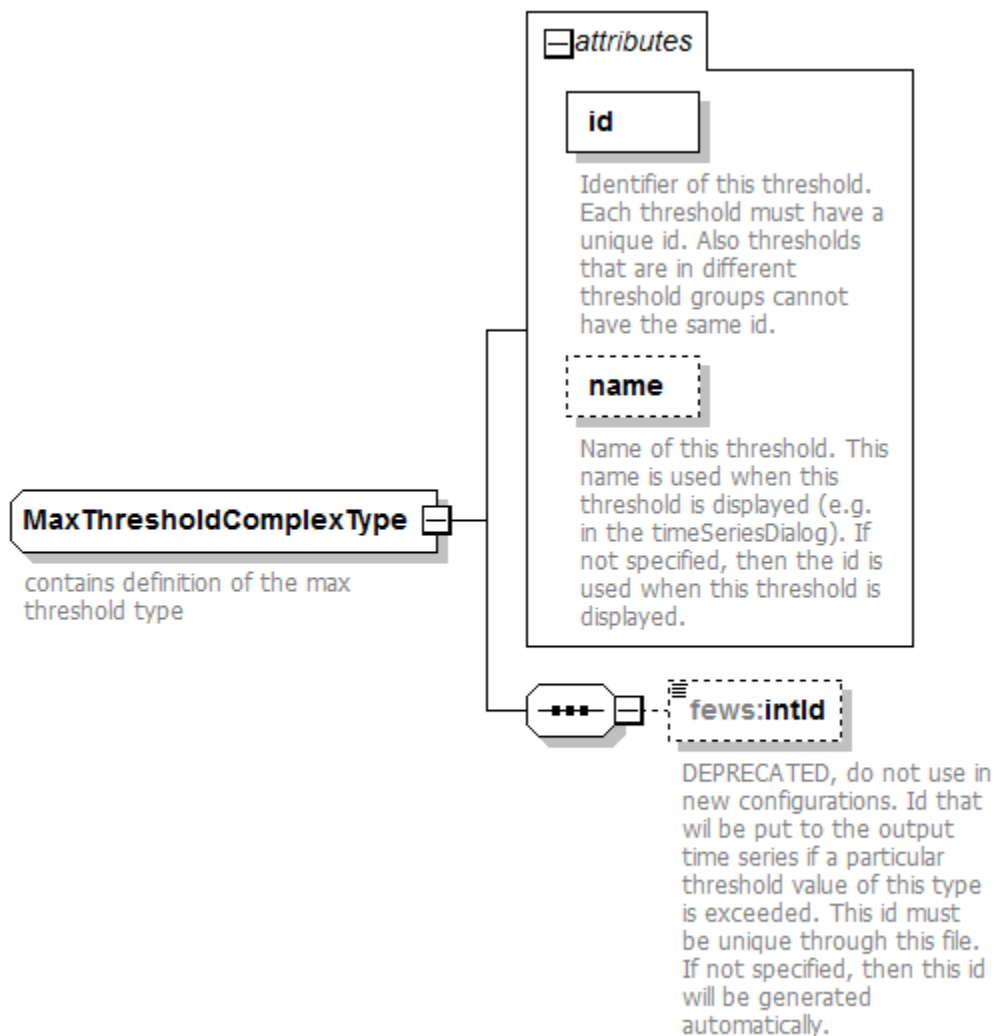 attributes
id
Identifier of this threshold.
Each threshold must have a
unique id. Also thresholds
that are in different
threshold groups cannot
have the same id.
name
Name of this threshold. This
name is used when this
threshold is displayed (e.g.
in the timeSeriesDialog). If
not specified, then the id is
used when this threshold is
displayed.
MaxThresholdComplexType
contains definition of the max
threshold type
fews:intId
DEPRECATED, do not use in
new configurations. Id that
wil be put to the output
time series if a particular
threshold value of this type
is exceeded. This id must
be unique through this file.
If not specified, then this id
will be generated
automatically.